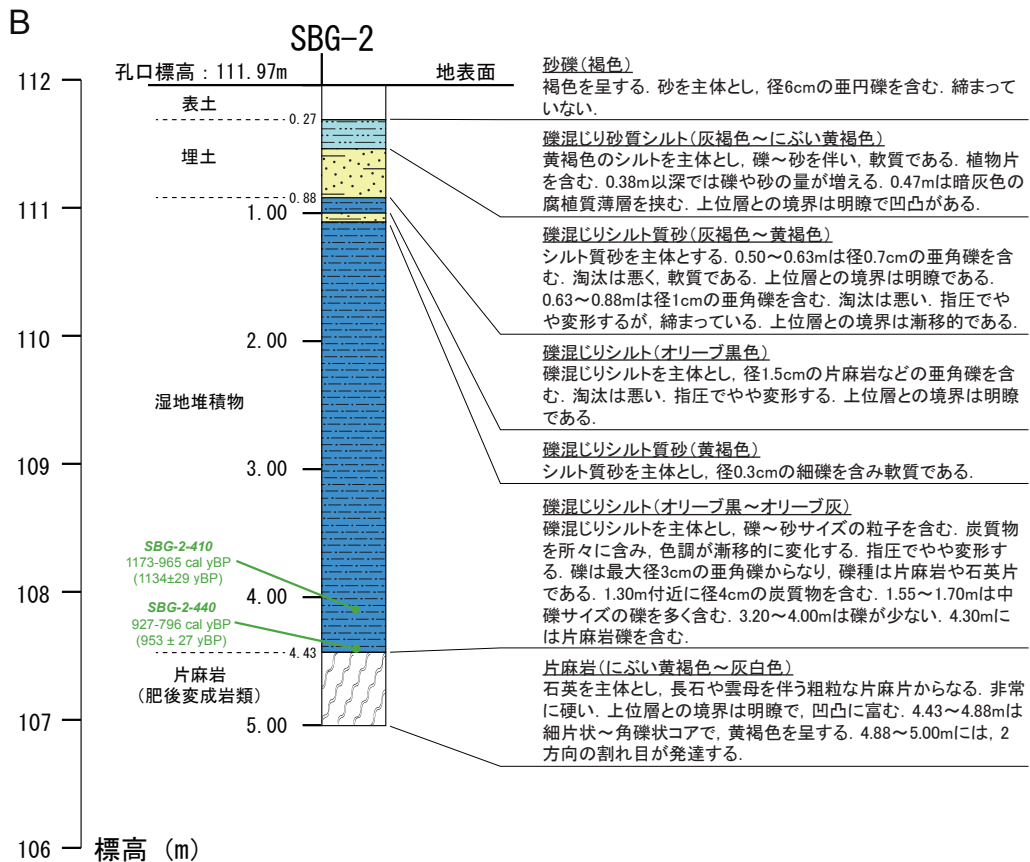 B
SBG-2
孔口標高：111.97m
地表面
112
111
110
109
108
107
106
標高 (m)
表土
0.27
埋土
0.88
1.00
2.00
湿地堆積物
3.00
SBG-2-410
1173-965 cal yBP
(1134±29 yBP)
4.00
SBG-2-440
927-796 cal yBP
(953 ± 27 yBP)
4.43
片麻岩
(肥後変成岩類)
5.00
砂礫(褐色)
褐色を呈する．砂を主体とし，径6cmの亜円礫を含む．締まって
いない．
礫混じり砂質シルト(灰褐色～にぶい黄褐色)
黄褐色のシルトを主体とし，礫～砂を伴い，軟質である．植物片
を含む．0.38m以深では礫や砂の量が増える．0.47mは暗灰色の
腐植質薄層を挟む．上位層との境界は明瞭で凹凸がある．
礫混じりシルト質砂(灰褐色～黄褐色)
シルト質砂を主体とする．0.50～0.63mは径0.7cmの亜角礫を含
む．淘汰は悪く，軟質である．上位層との境界は明瞭である．
0.63～0.88mは径1cmの亜角礫を含む．淘汰は悪い．指圧でや
や変形するが，締まっている．上位層との境界は漸移的である．
礫混じりシルト(オリーブ黒色)
礫混じりシルトを主体とし，径1.5cmの片麻岩などの亜角礫を含
む．淘汰は悪い．指圧でやや変形する．上位層との境界は明瞭
である．
礫混じりシルト質砂(黄褐色)
シルト質砂を主体とし，径0.3cmの細礫を含み軟質である．
礫混じりシルト(オリーブ黒～オリーブ灰)
礫混じりシルトを主体とし，礫～砂サイズの粒子を含む．炭質物
を所々に含み，色調が漸移的に変化する．指圧でやや変形す
る．礫は最大径3cmの亜角礫からなり，礫種は片麻岩や石英片
である．1.30m付近に径4cmの炭質物を含む．1.55～1.70mは中
礫サイズの礫を多く含む．3.20～4.00mは礫が少ない．4.30mに
は片麻岩礫を含む．
片麻岩(にぶい黄褐色～灰白色)
石英を主体とし，長石や雲母を伴う粗粒な片麻片からなる．非常
に硬い．上位層との境界は明瞭で，凹凸に富む．4.43～4.88mは
細片状～角礫状コアで，黄褐色を呈する．4.88～5.00mには，2
方向の割れ目が発達する．